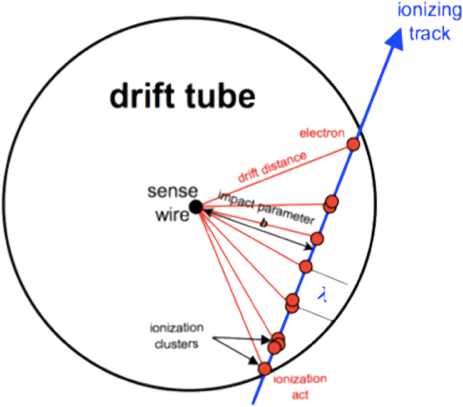 ionizing
track
drift tube
electron
drift distance
sense
wire
impact parameter
b
λ
ionization
clusters
ionization
act